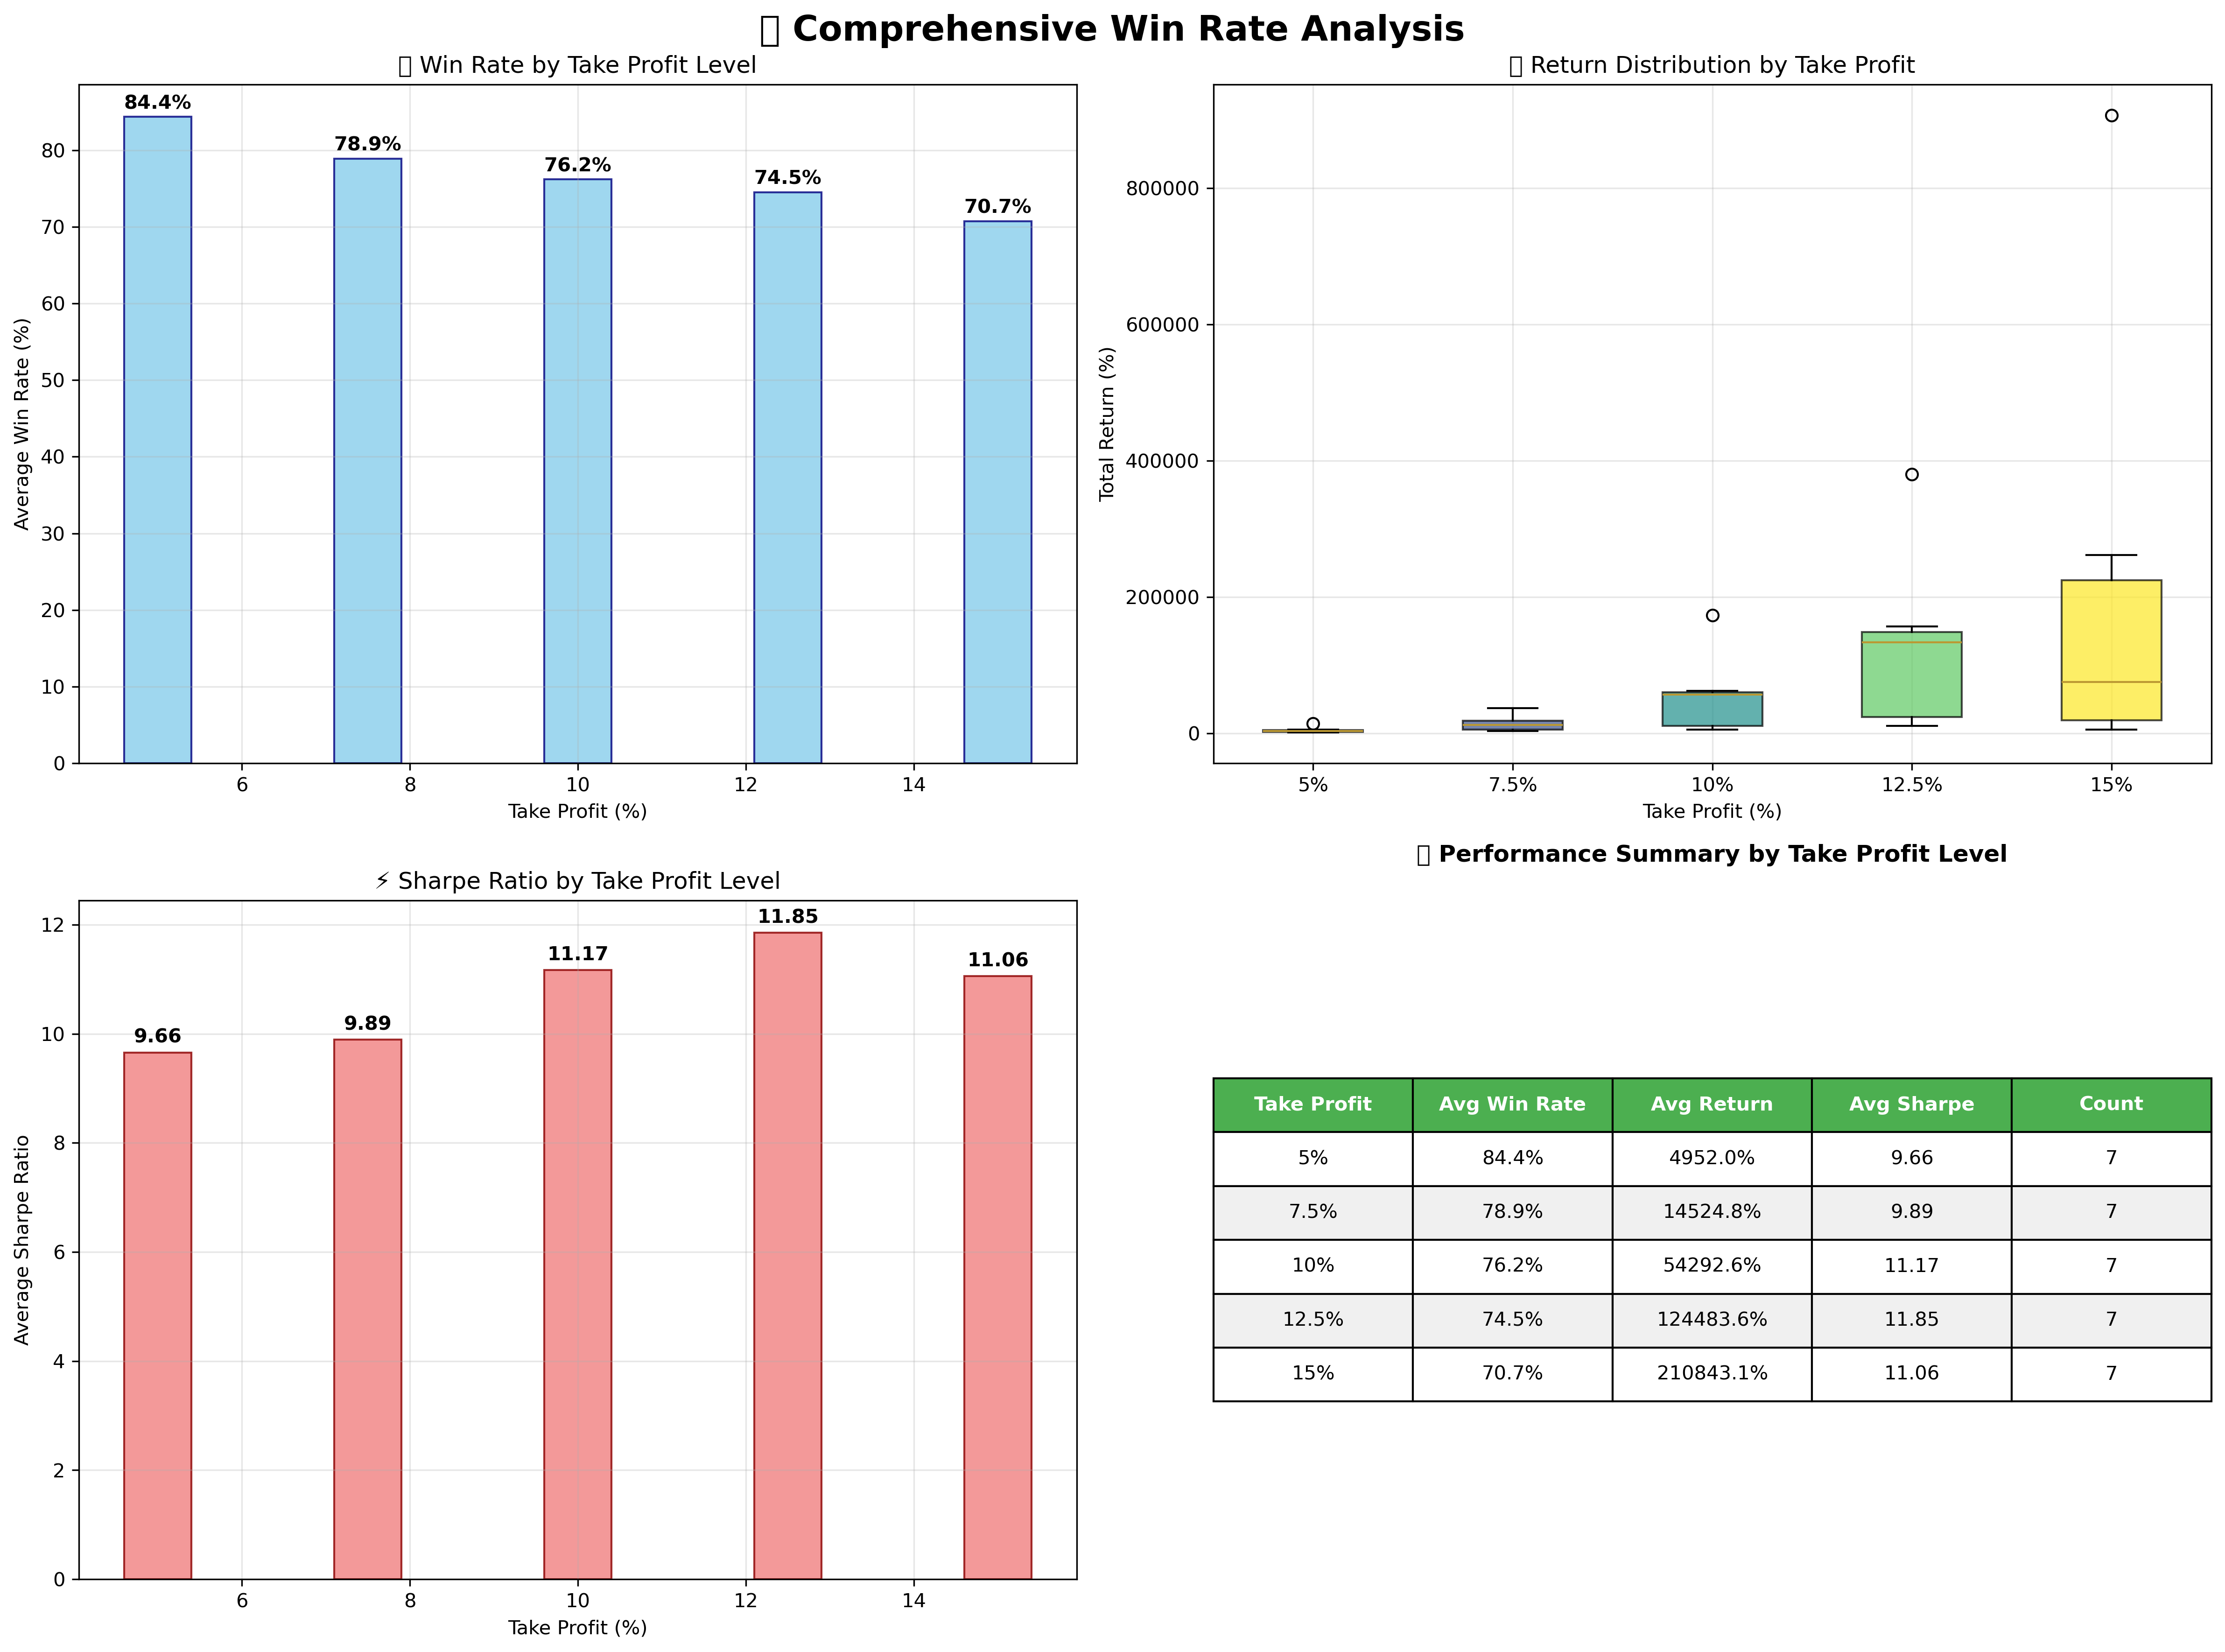 Comprehensive Win Rate Analysis
Win Rate by Take Profit Level
84.4%
78.9%
76.2%
74.5%
70.7%
Average Win Rate (%)
80
70
60
50
40
30
20
10
0
6 8 10 12 14
Take Profit (%)
Return Distribution by Take Profit
Total Return (%)
800000
600000
400000
200000
0
5% 7.5% 10% 12.5% 15%
Take Profit (%)
⚡ Sharpe Ratio by Take Profit Level
9.66
9.89
11.17
11.85
11.06
Average Sharpe Ratio
12
10
8
6
4
2
0
6 8 10 12 14
Take Profit (%)
Performance Summary by Take Profit Level
Take Profit Avg Win Rate Avg Return Avg Sharpe Count
5% 84.4% 4952.0% 9.66 7
7.5% 78.9% 14524.8% 9.89 7
10% 76.2% 54292.6% 11.17 7
12.5% 74.5% 124483.6% 11.85 7
15% 70.7% 210843.1% 11.06 7